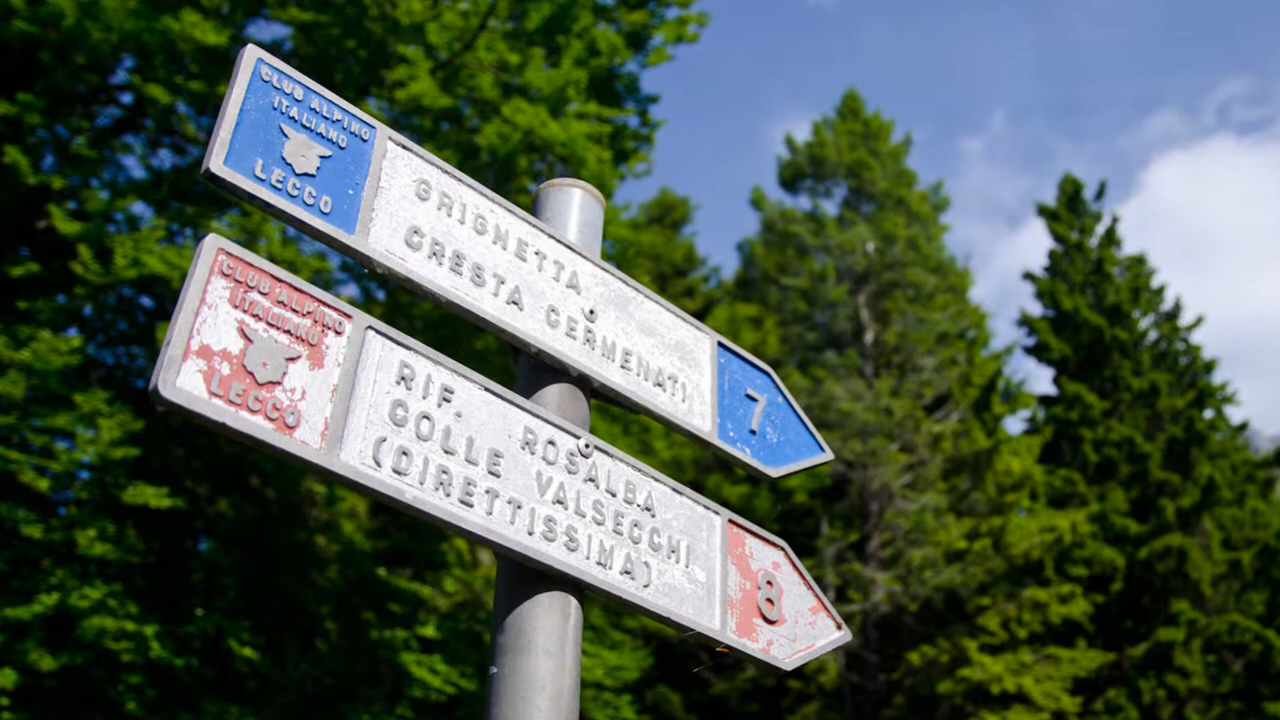 CLUB ALPINO
ITALIANO
LECCO
GRIGNETTA
CRESTA CERMENATI
7
CLUB ALPINO
ITALIANO
LECCO
RIF. ROSALBA
COLLE VALSECCHI
(DIRETTISSIMA)
8